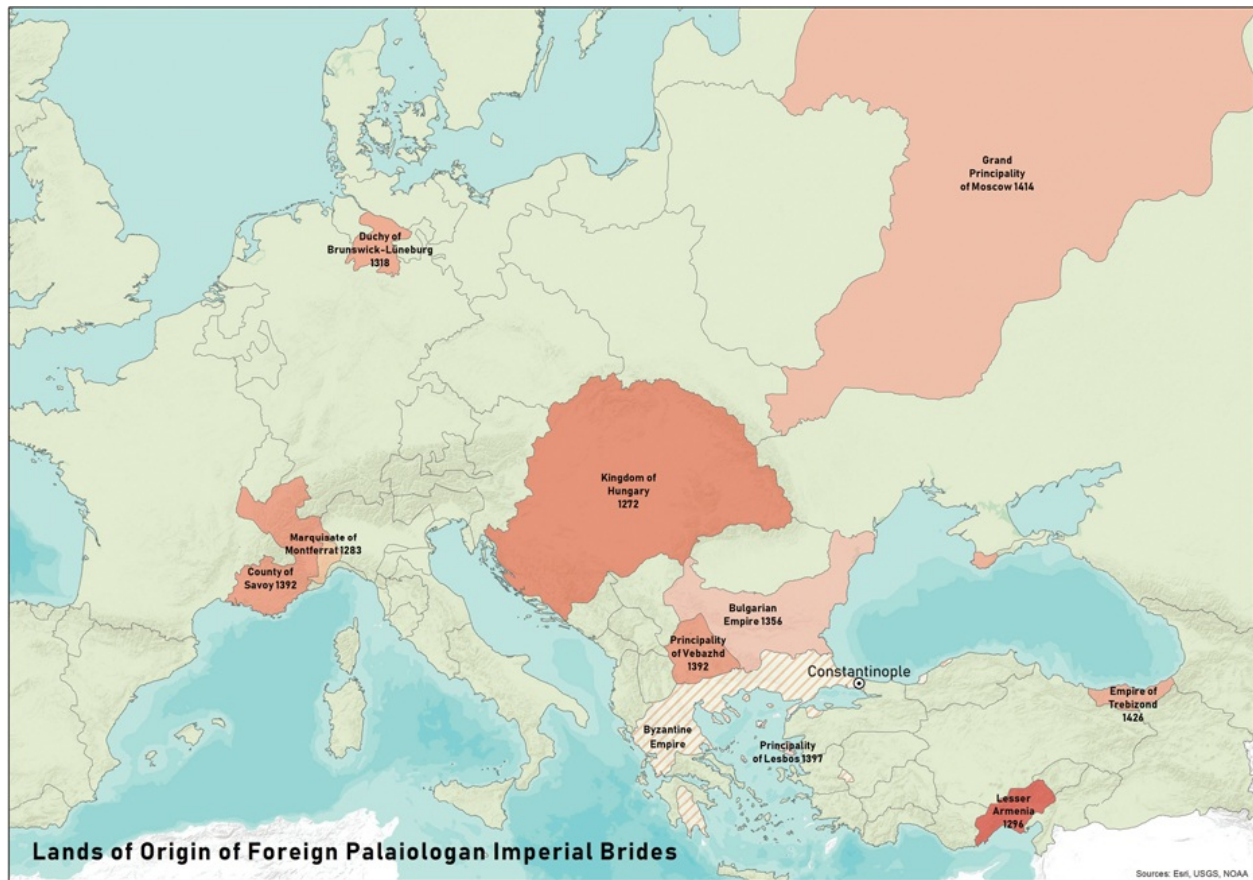 Grand
Principality
of Moscow 1414
Duchy of
Brunswick-Lüneburg
1318
Kingdom of
Hungary
1272
Marquisate of
Montferrat 1283
County of
Savoy 1392
Bulgarian
Empire 1356
Principality
of Vebazhd
1392
Constantinople
Empire of
Trebizond
1426
Byzantine
Empire
Principality
of Lesbos 1397
Lesser
Armenia
1296
Lands of Origin of Foreign Palaiologan Imperial Brides
Sources: Esri, USGS, NOAA